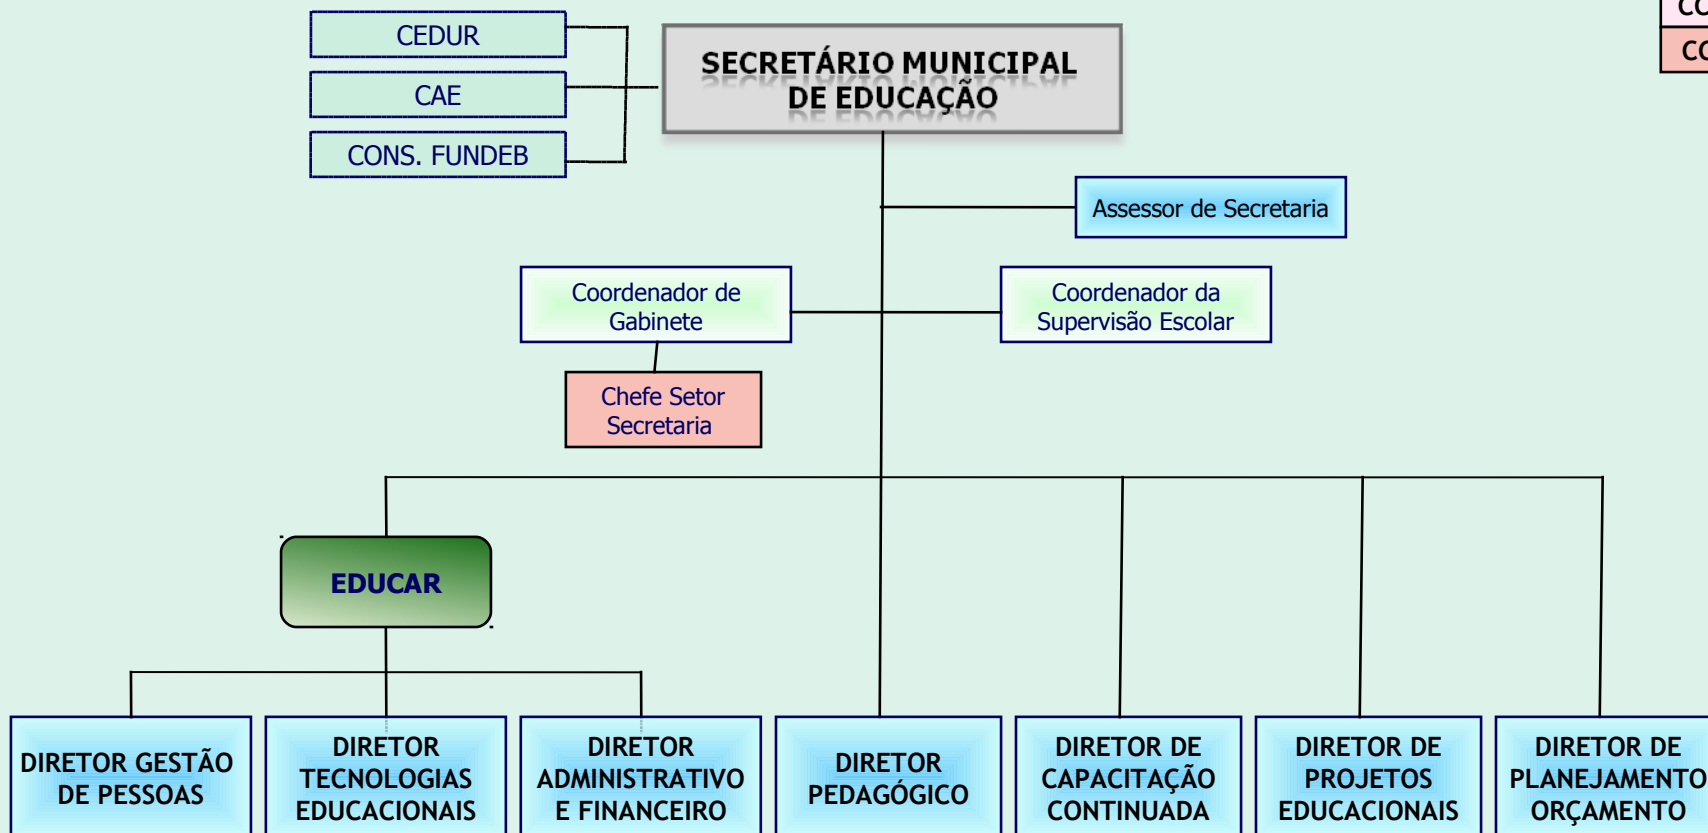 CEDUR
CAE
CONS. FUNDEB
SECRETÁRIO MUNICIPAL
DE EDUCAÇÃO
Assessor de Secretaria
Coordenador de
Gabinete
Coordenador da
Supervisão Escolar
Chefe Setor
Secretaria
EDUCAR
DIRETOR GESTÃO
DE PESSOAS
DIRETOR
TECNOLOGIAS
EDUCACIONAIS
DIRETOR
ADMINISTRATIVO
E FINANCEIRO
DIRETOR
PEDAGÓGICO
DIRETOR DE
CAPACITAÇÃO
CONTINUADA
DIRETOR DE
PROJETOS
EDUCACIONAIS
DIRETOR DE
PLANEJAMENTO
ORÇAMENTO